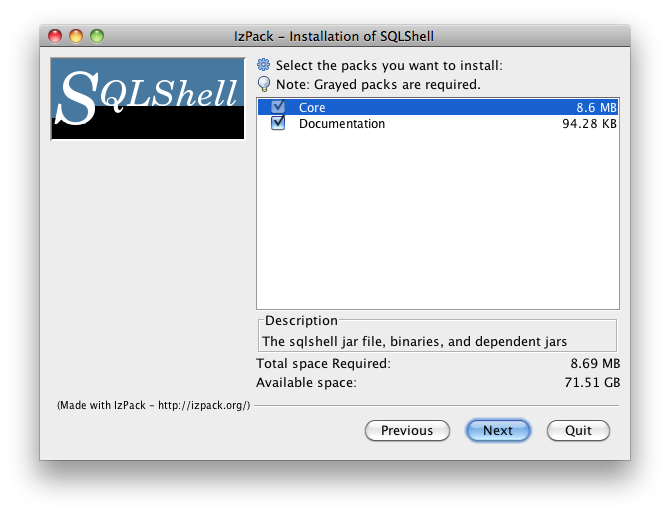 IzPack - Installation of SQLShell
SQLShell
Select the packs you want to install:
Note: Grayed packs are required.
Core 8.6 MB
Documentation 94.28 KB
Description
The sqlshell jar file, binaries, and dependent jars
Total space Required: 8.69 MB
Available space: 71.51 GB
(Made with IzPack - http://izpack.org/)
Previous Next Quit